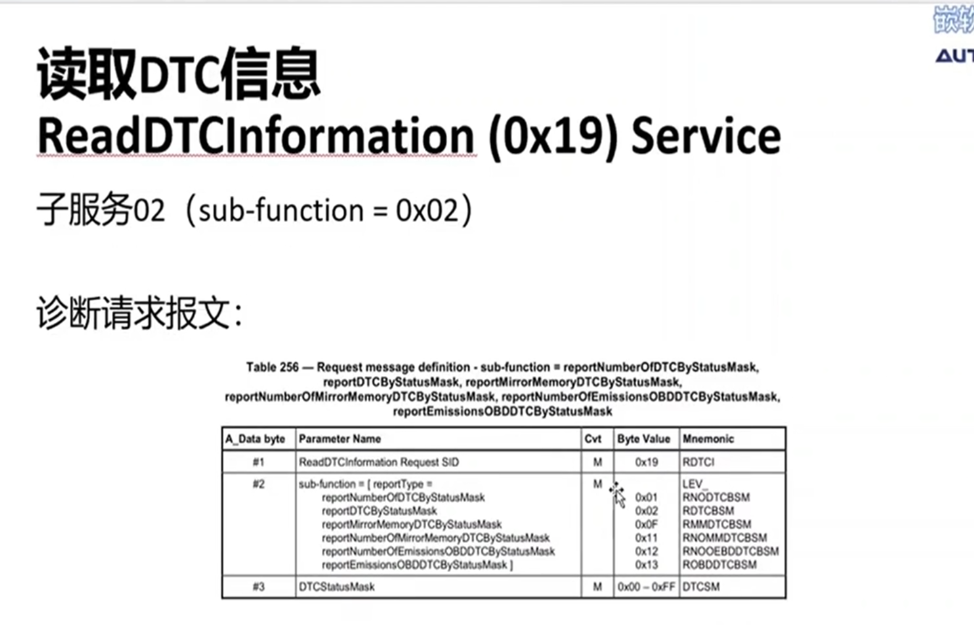 嵌软
AUT
读取DTC信息
ReadDTCInformation (0x19) Service
子服务02（sub-function = 0x02）
诊断请求报文：
Table 256 — Request message definition - sub-function = reportNumberOfDTCByStatusMask,
reportDTCByStatusMask, reportMirrorMemoryDTCByStatusMask,
reportNumberOfMirrorMemoryDTCByStatusMask, reportNumberOfEmissionsOBDDTCByStatusMask,
reportEmissionsOBDDTCByStatusMask
A_Data byte Parameter Name Cvt Byte Value Mnemonic
#1 ReadDTCInformation Request SID M 0x19 RDTCI
#2 sub-function = [ reportType = M LEV_
reportNumberOfDTCByStatusMask 0x01 RNODTCBSM
reportDTCByStatusMask 0x02 RDTCBSM
reportMirrorMemoryDTCByStatusMask 0x0F RMMDTCBSM
reportNumberOfMirrorMemoryDTCByStatusMask 0x11 RNOMMDTCBSM
reportNumberOfEmissionsOBDDTCByStatusMask 0x12 RNOOEBDDTCBSM
reportEmissionsOBDDTCByStatusMask ] 0x13 ROBDDTCBSM
#3 DTCStatusMask M 0x00 – 0xFF DTCSM